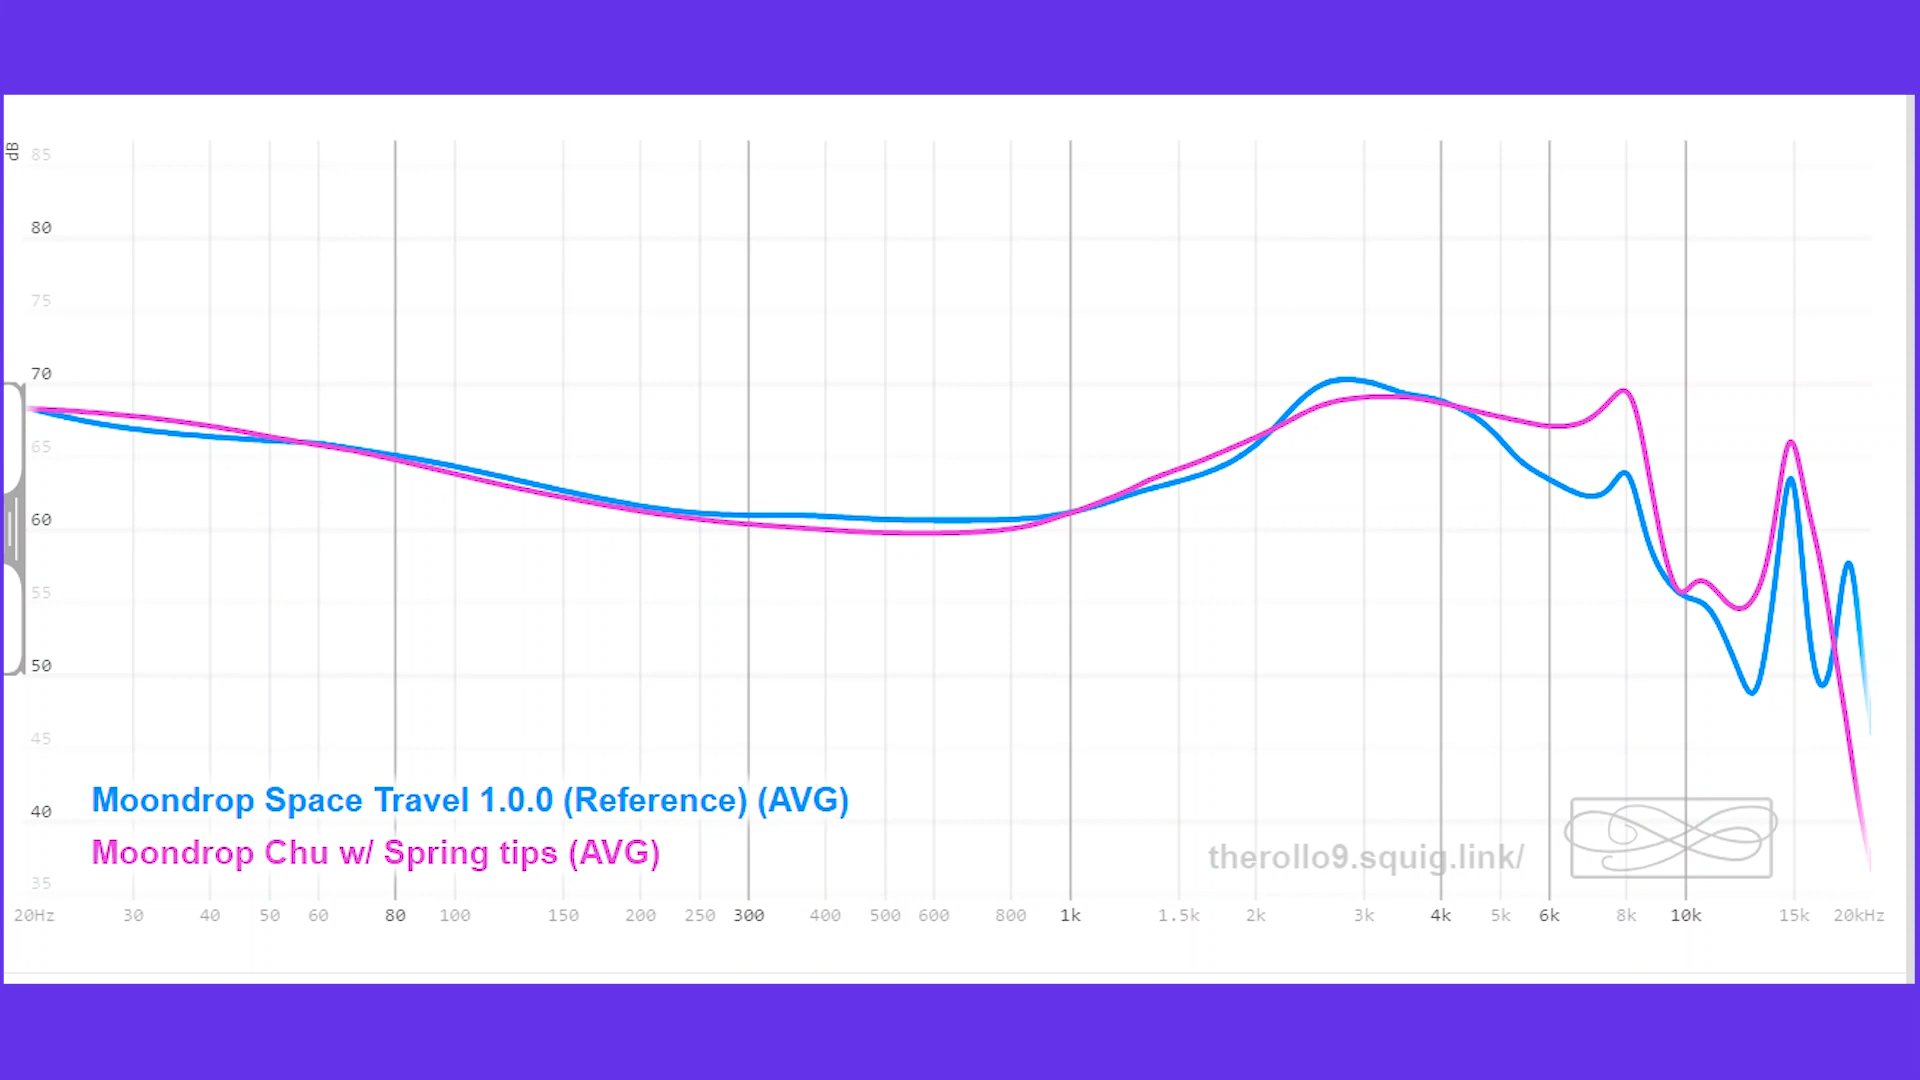 dB
85
80
75
70
65
60
55
50
45
40
35
Moondrop Space Travel 1.0.0 (Reference) (AVG)
Moondrop Chu w/ Spring tips (AVG)
therollo9.squig.link/
20Hz 30 40 50 60 80 100 150 200 250 300 400 500 600 800 1k 1.5k 2k 3k 4k 5k 6k 8k 10k 15k 20kHz